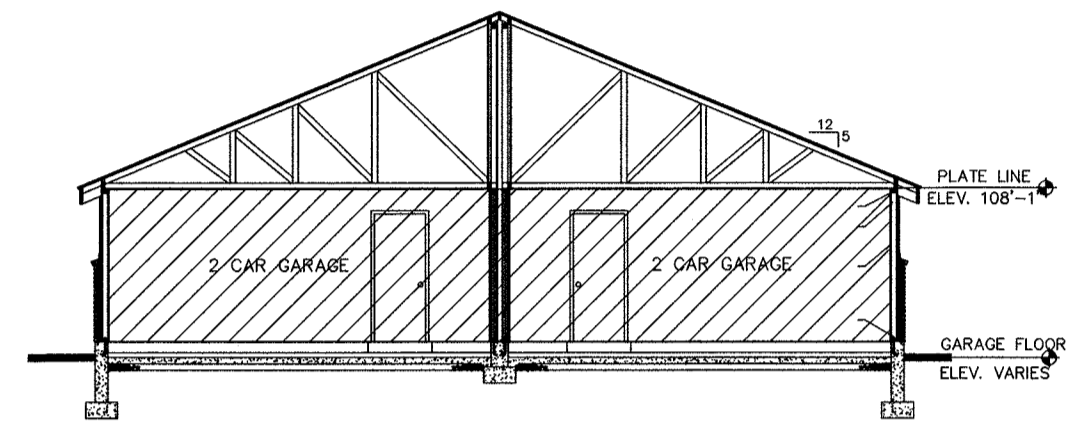 12
5
PLATE LINE
ELEV. 108'-1"
2 CAR GARAGE
2 CAR GARAGE
GARAGE FLOOR
ELEV. VARIES